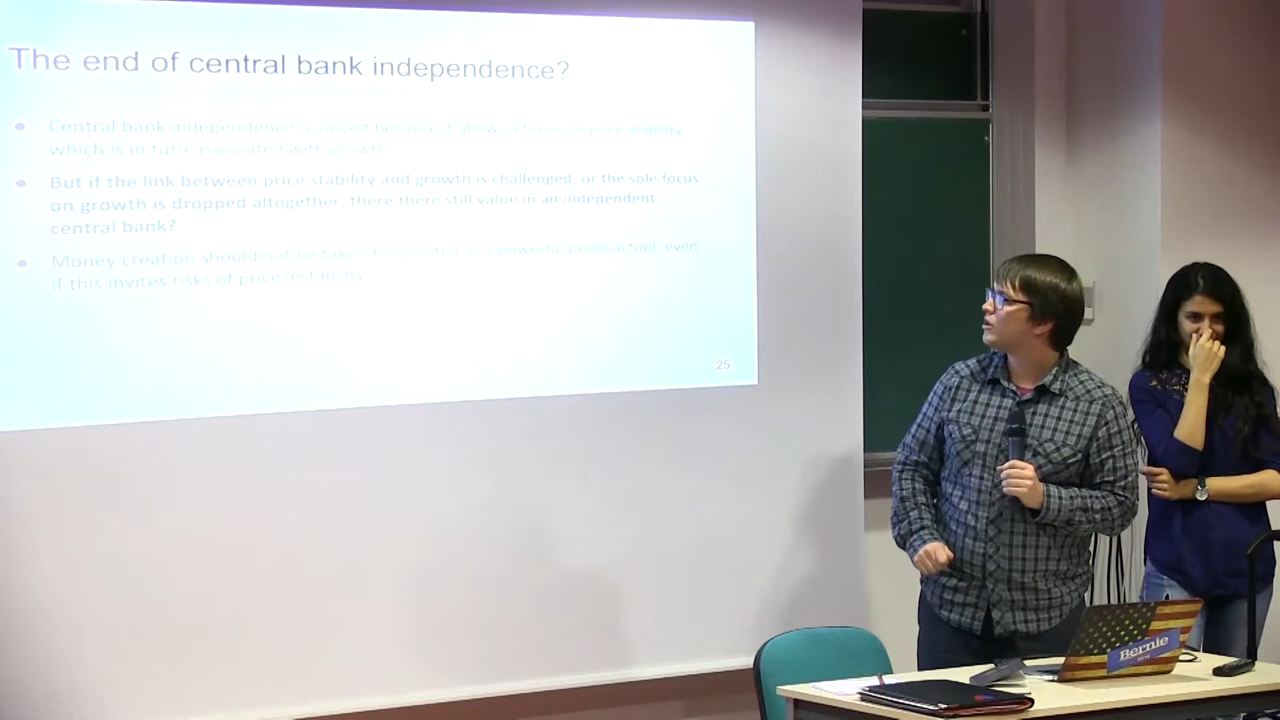 The end of central bank independence?
Central bank independence is valued because it allows a focus on price stability
which is in turn associated with growth
But if the link between price stability and growth is challenged, or the sole focus
on growth is dropped altogether, there there still value in an independent
central bank?
Money creation should not be taken for granted as a powerful political tool, even
if this invites risks of price instability
25
Bernie